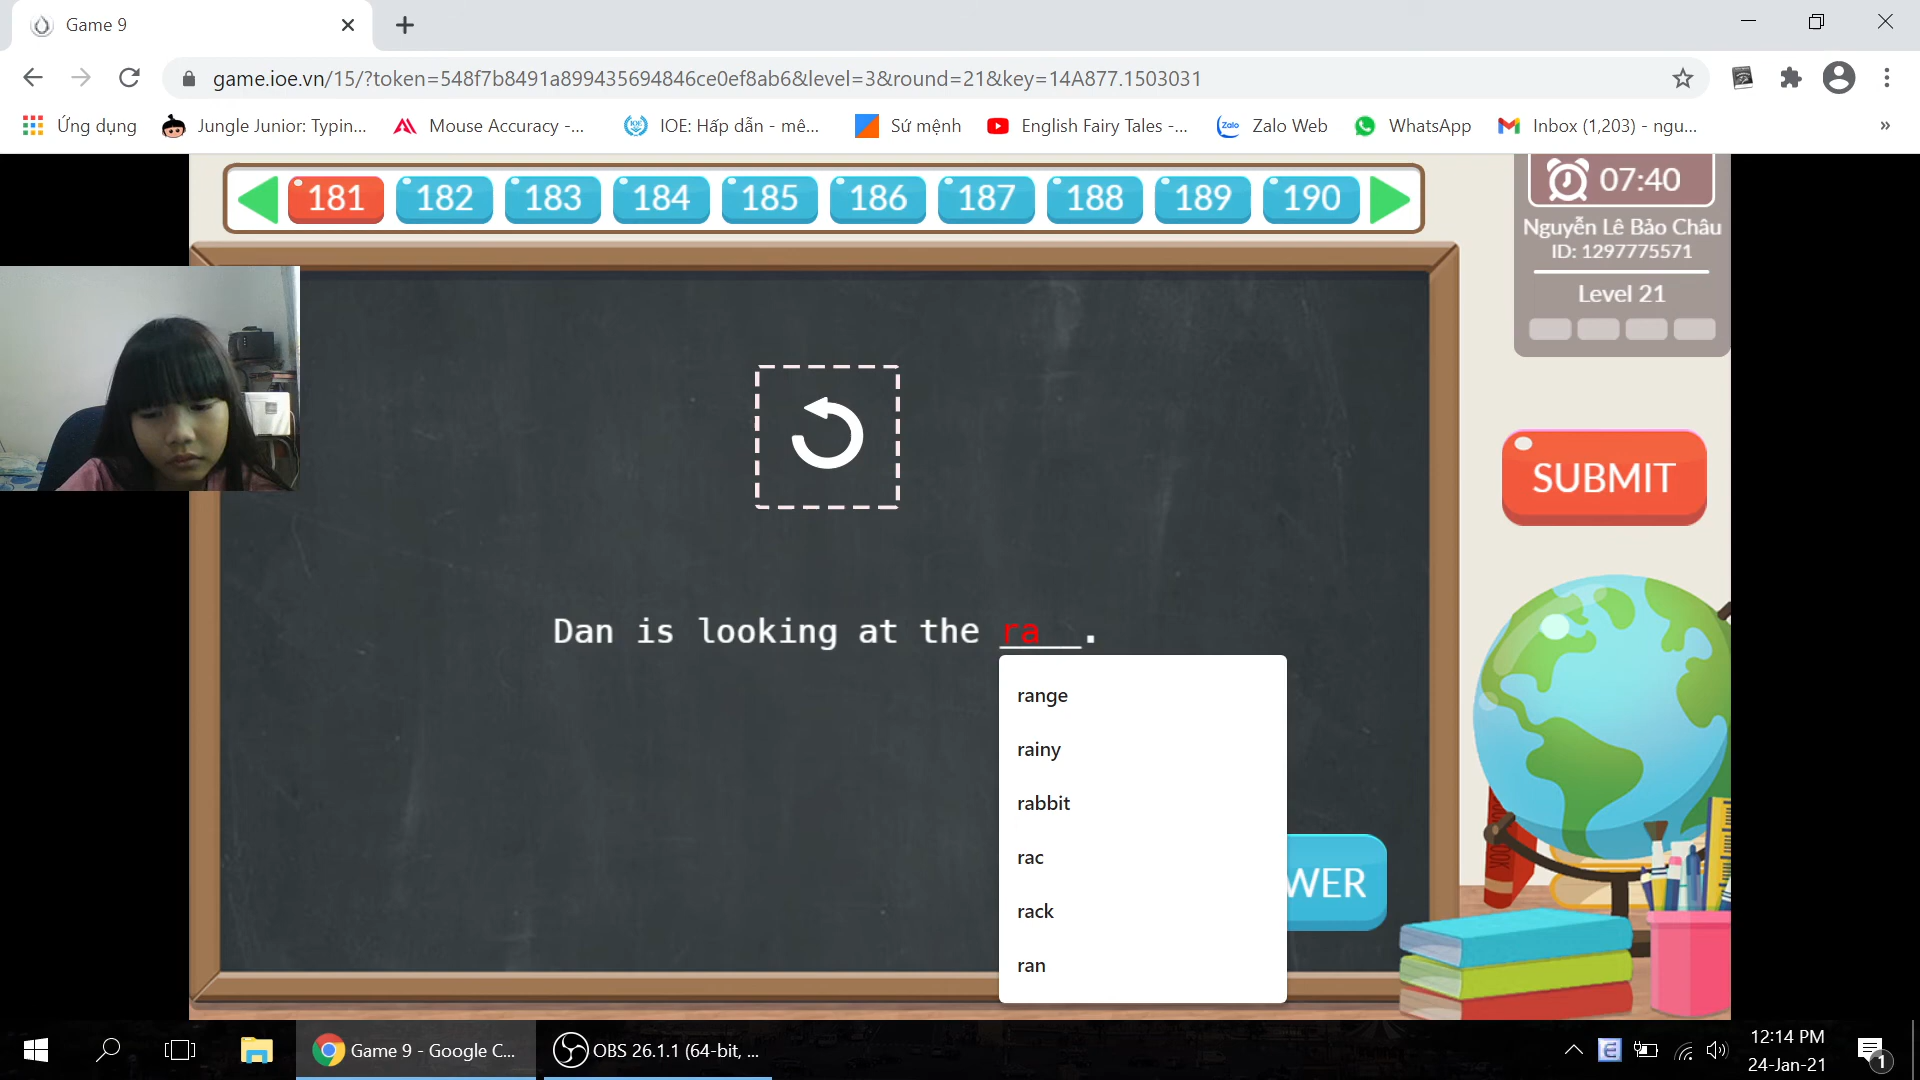 Game 9
game.ioe.vn/15/?token=548f7b8491a899435694846ce0ef8ab6&level=3&round=21&key=14A877.1503031
Ứng dụng
Jungle Junior: Typin...
Mouse Accuracy -...
IOE: Hấp dẫn - mê...
Sứ mệnh
English Fairy Tales -...
Zalo Web
WhatsApp
Inbox (1,203) - ngu...
»
181 182 183 184 185 186 187 188 189 190
07:40
Nguyễn Lê Bảo Châu
ID: 1297775571
Level 21
SUBMIT
Dan is looking at the ra__.
range
rainy
rabbit
rac
rack
ran
WER
Game 9 - Google C...
OBS 26.1.1 (64-bit, ...
12:14 PM
24-Jan-21
1